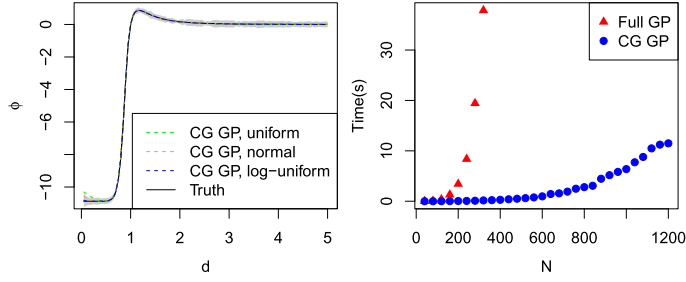 0
−2
−4
−6
−10
ϕ
0
1
2
3
4
5
d
CG GP, uniform
CG GP, normal
CG GP, log−uniform
Truth
Full GP
CG GP
30
20
10
0
Time(s)
0
200
400
600
800
1200
N